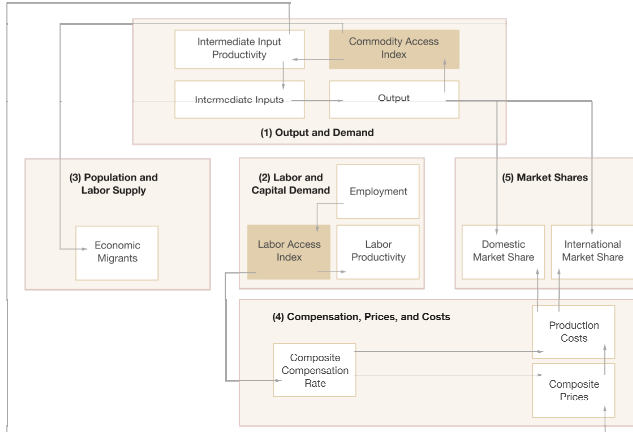 Intermediate Input
Productivity
Commodity Access
Index
Intermediate Inputs
Output
(1) Output and Demand
(3) Population and
Labor Supply
Economic
Migrants
(2) Labor and
Capital Demand
Employment
Labor Access
Index
Labor
Productivity
(5) Market Shares
Domestic
Market Share
International
Market Share
(4) Compensation, Prices, and Costs
Composite
Compensation
Rate
Production
Costs
Composite
Prices